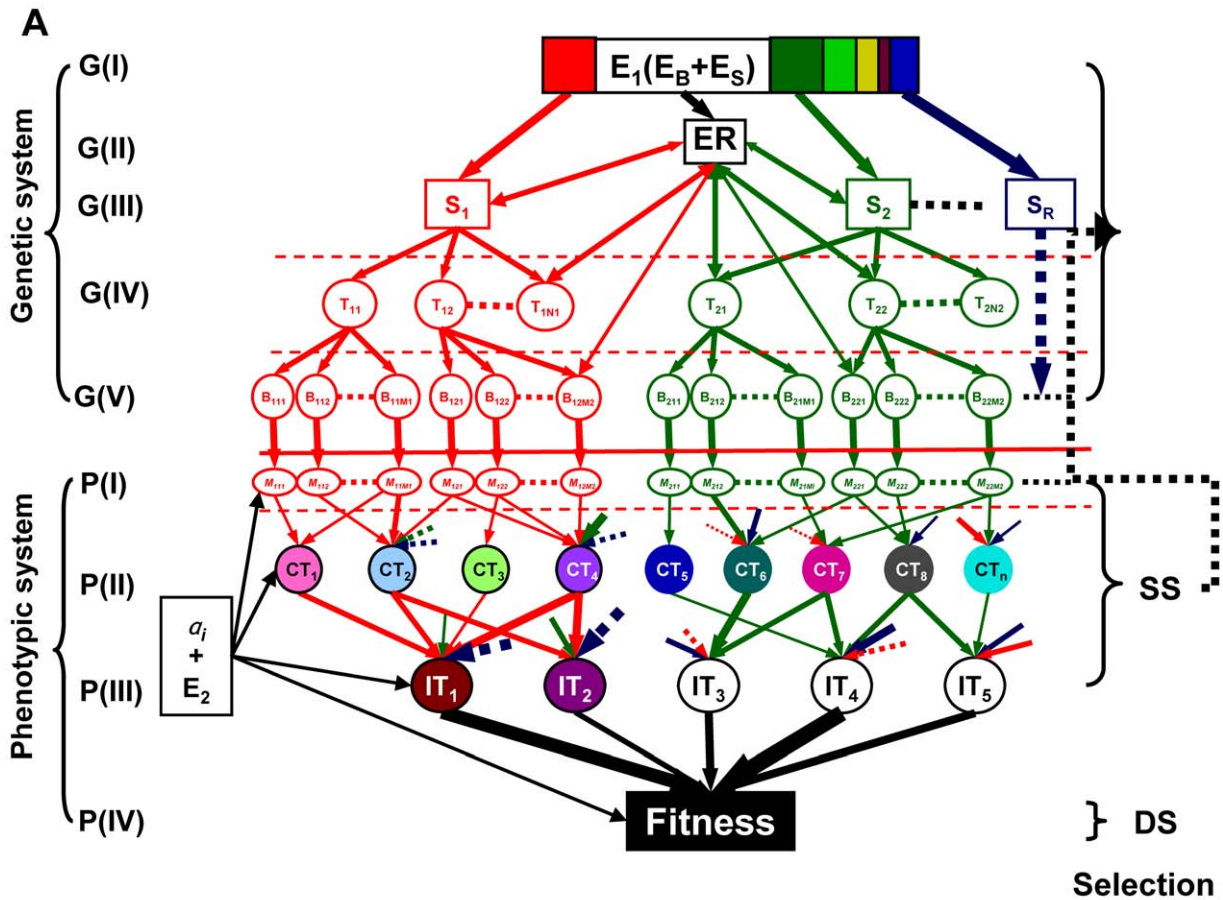 A
G(I)
E1(EB+ES)
G(II)
ER
G(III)
S1
S2
SR
Genetic system
G(IV)
T11
T12
T1N1
T21
T22
T2N2
G(V)
B111
B112
B11M1
B121
B122
B12M2
B211
B212
B21M1
B221
B222
B22M2
P(I)
M111
M112
M11M1
M121
M122
M12M2
M211
M212
M21MI
M221
M222
M22M2
Phenotypic system
P(II)
CT1
CT2
CT3
CT4
CT5
CT6
CT7
CT8
CTn
SS
ai
+
E2
P(III)
IT1
IT2
IT3
IT4
IT5
P(IV)
Fitness
DS
Selection